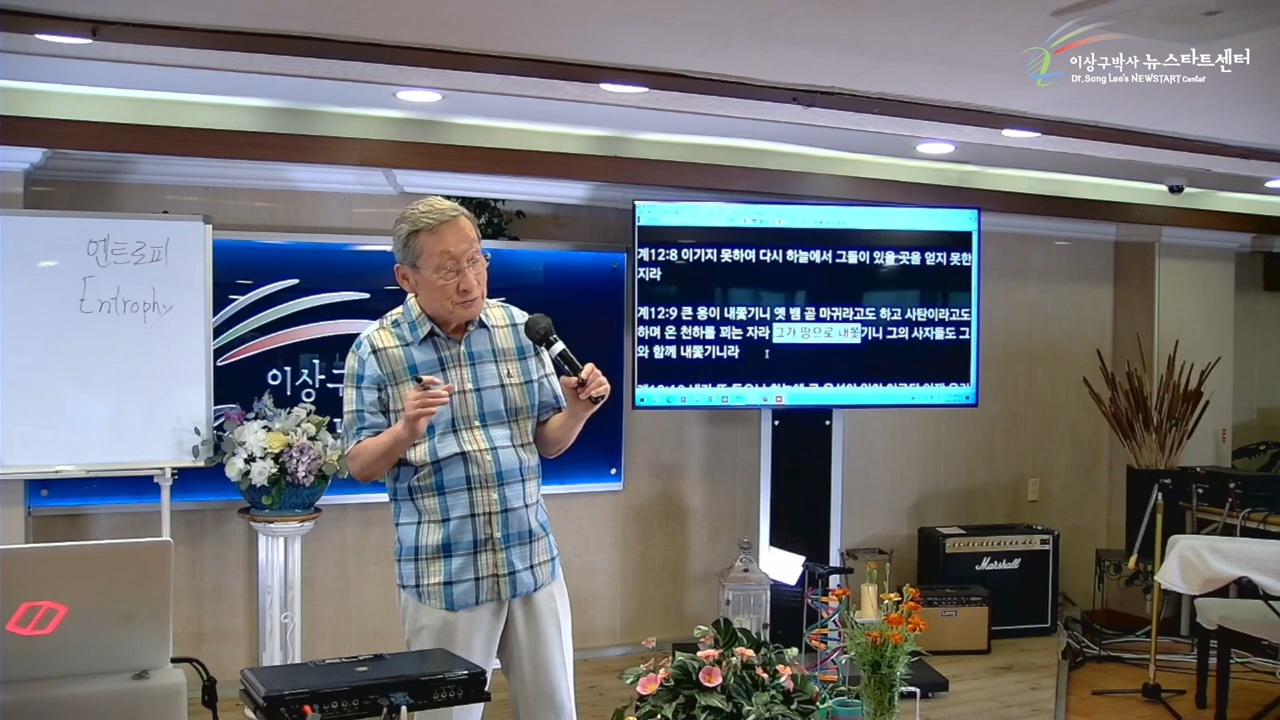 이상구박사 뉴스타트센터
Dr. Sang Lee's NEWSTART Center
엔트로피
Entrophy
이상구
계12:8 이기지 못하여 다시 하늘에서 그들이 있을 곳을 얻지 못한
지라
계12:9 큰 용이 내쫓기니 옛 뱀 곧 마귀라고도 하고 사탄이라고도
하며 온 천하를 꾀는 자라 그가 땅으로 내쫓기니 그의 사자들도 그
와 함께 내쫓기니라
Marshall